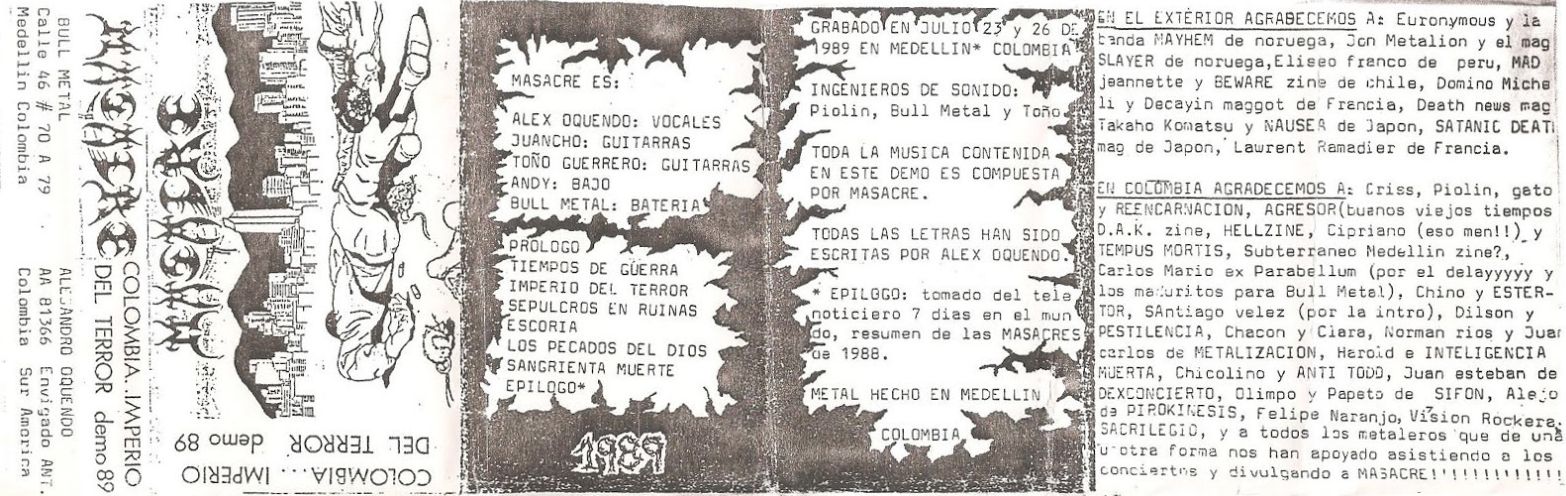 BULL METAL
Calle 46 # 70 A 79
Medellin Colombia
ALEJANDRO OQUENDO
AA 81366 Envigado ANT.
Colombia Sur America
MASACRE
COLOMBIA...IMPERIO
DEL TERROR demo 89
MASACRE
COLOMBIA... IMPERIO
DEL TERROR demo 89
MASACRE ES:
ALEX OQUENDO: VOCALES
JUANCHO: GUITARRAS
TOÑO GUERRERO: GUITARRAS
ANDY: BAJO
BULL METAL: BATERIA
PROLOGO
TIEMPOS DE GUERRA
IMPERIO DEL TERROR
SEPULCROS EN RUINAS
ESCORIA
LOS PECADOS DEL DIOS
SANGRIENTA MUERTE
EPILOGO*
1989
GRABADO EN JULIO 23 y 26 DE
1989 EN MEDELLIN* COLOMBIA
INGENIEROS DE SONIDO:
Piolin, Bull Metal y Toño.
TODA LA MUSICA CONTENIDA
EN ESTE DEMO ES COMPUESTA
POR MASACRE.
TODAS LAS LETRAS HAN SIDO
ESCRITAS POR ALEX OQUENDO.
* EPILOGO: tomado del tele
noticiero 7 dias en el mun
do, resumen de las MASACRES
de 1988.
METAL HECHO EN MEDELLIN
COLOMBIA
EN EL EXTERIOR AGRABECEMOS A: Euronymous y la
banda MAYHEM de noruega, Jon Metalion y el mag
SLAYER de noruega,Eliseo franco de peru, MAD
jeannette y BEWARE zine de chile, Domino Miche
li y Decayin maggot de Francia, Death news mag
Takaho Komatsu y NAUSEA de Japon, SATANIC DEATH
mag de Japon, Laurent Ramadier de Francia.
EN COLOMBIA AGRADECEMOS A: Criss, Piolin, gato
y REENCARNACION, AGRESOR(buenos viejos tiempos
D.A.K. zine, HELLZINE, Cipriano (eso men!!) y
TEMPUS MORTIS, Subterraneo Medellin zine?,
Carlos Mario ex Parabellum (por el delayyyyy y
los maduritos para Bull Metal), Chino y ESTER-
TOR, SAntiago velez (por la intro), Dilson y
PESTILENCIA, Chacon y Clara, Norman rios y Juan
carlos de METALIZACION, Harold e INTELIGENCIA
MUERTA, Chicolino y ANTI TODO, Juan esteban de
DEXCONCIERTO, Olimpo y Papeto de SIFON, Alejo
de PIROKINESIS, Felipe Naranjo, Vision Rockera,
SACRILEGIO, y a todos los metaleros que de una
u otra forma nos han apoyado asistiendo a los
conciertos y divulgando a MASACRE!!!!!!!!!!!!!